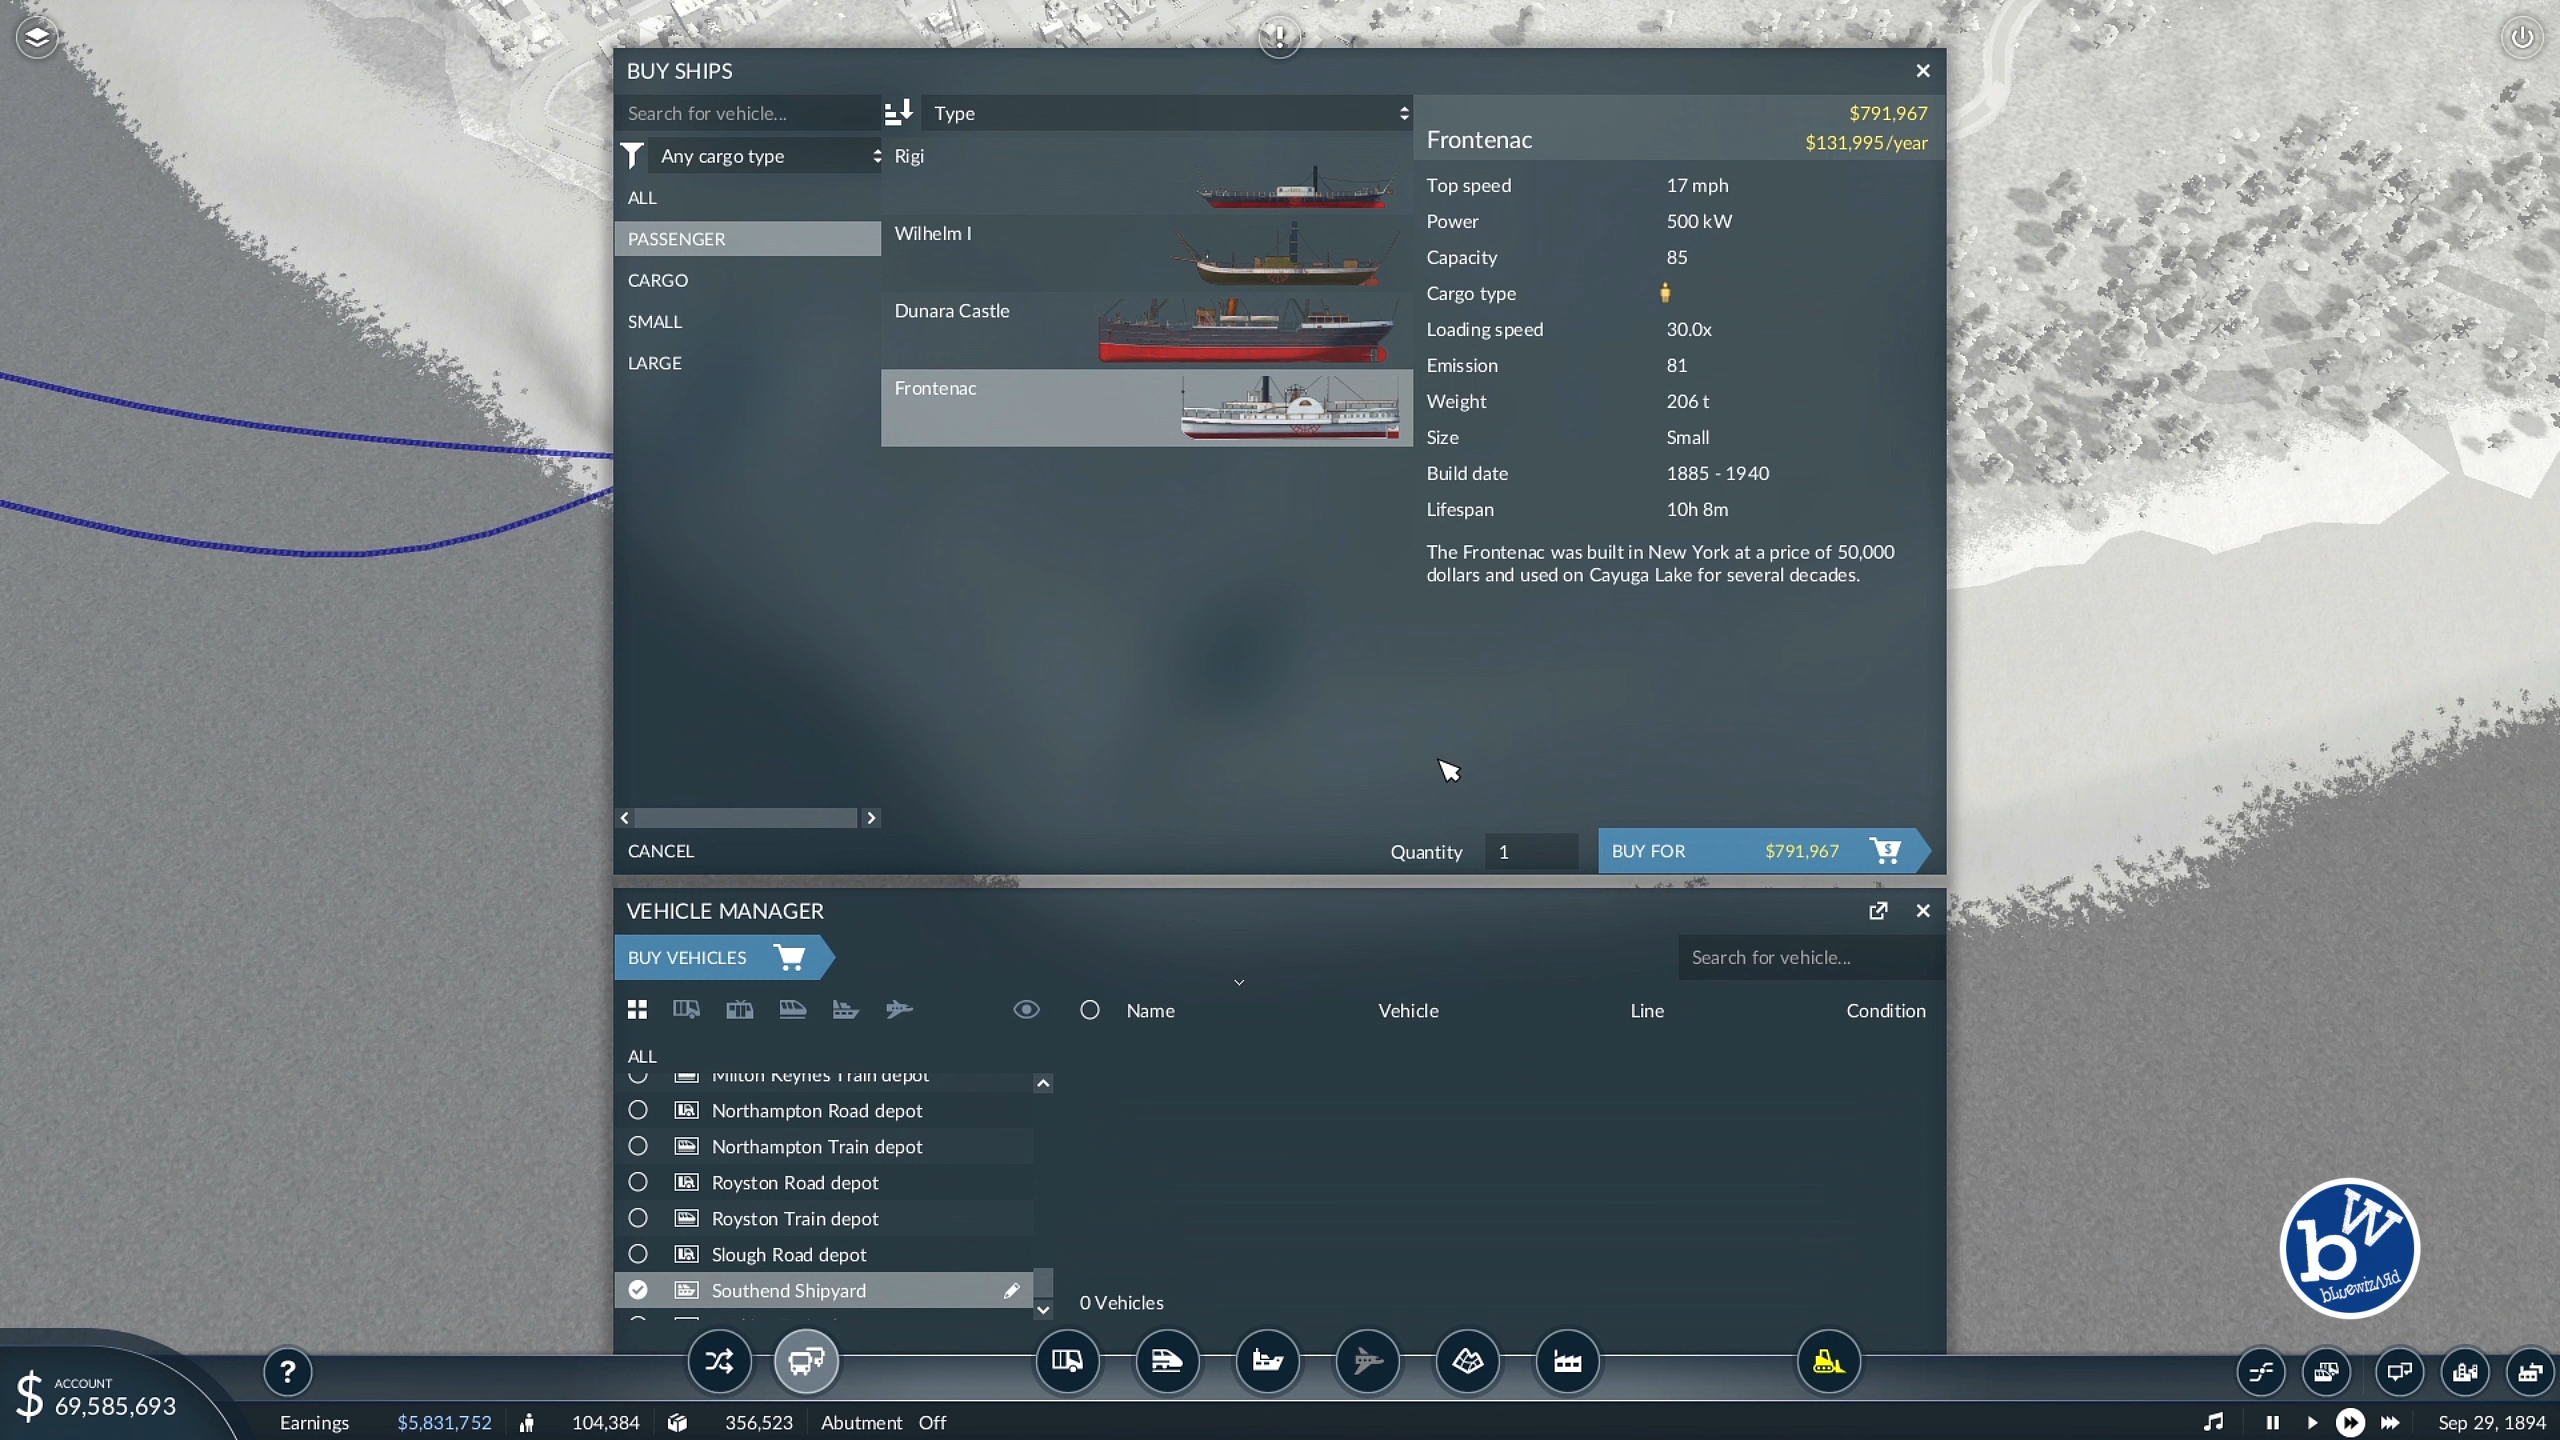 BUY SHIPS
Search for vehicle...
Type
Any cargo type
ALL
PASSENGER
CARGO
SMALL
LARGE
Rigi
Wilhelm I
Dunara Castle
Frontenac
$791,967
Frontenac
$131,995/year
Top speed 17 mph
Power 500 kW
Capacity 85
Cargo type
Loading speed 30.0x
Emission 81
Weight 206 t
Size Small
Build date 1885 - 1940
Lifespan 10h 8m
The Frontenac was built in New York at a price of 50,000
dollars and used on Cayuga Lake for several decades.
CANCEL
Quantity 1
BUY FOR $791,967
VEHICLE MANAGER
BUY VEHICLES
Search for vehicle...
Name Vehicle Line Condition
ALL
Milton Keynes Train depot
Northampton Road depot
Northampton Train depot
Royston Road depot
Royston Train depot
Slough Road depot
Southend Shipyard
0 Vehicles
bW
bluewizARd
?
$ ACCOUNT
69,585,693
Earnings $5,831,752 104,384 356,523 Abutment Off
Sep 29, 1894